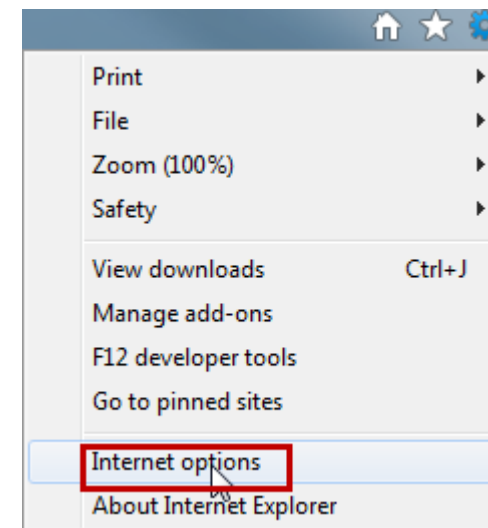 Print
File
Zoom (100%)
Safety
View downloads Ctrl+J
Manage add-ons
F12 developer tools
Go to pinned sites
Internet options
About Internet Explorer